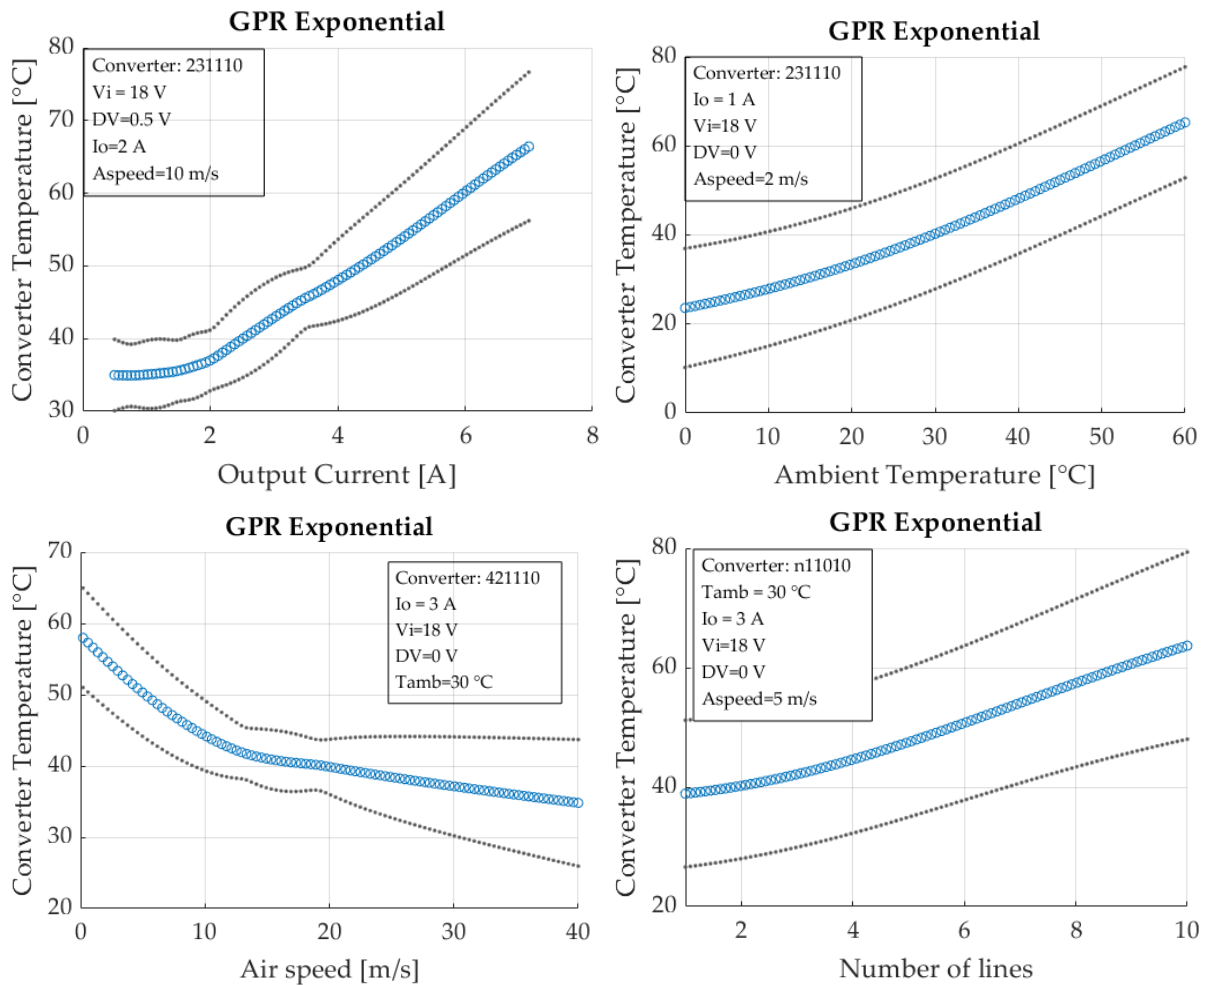 GPR Exponential
Converter Temperature [°C]
80
70
60
50
40
30
Converter: 231110
Vi = 18 V
DV=0.5 V
Io=2 A
Aspeed=10 m/s
0 2 4 6 8
Output Current [A]
GPR Exponential
Converter Temperature [°C]
80
60
40
20
0
Converter: 231110
Io = 1 A
Vi=18 V
DV=0 V
Aspeed=2 m/s
0 10 20 30 40 50 60
Ambient Temperature [°C]
GPR Exponential
Converter Temperature [°C]
70
60
50
40
30
20
Converter: 421110
Io = 3 A
Vi=18 V
DV=0 V
Tamb=30 °C
0 10 20 30 40
Air speed [m/s]
GPR Exponential
Converter Temperature [°C]
80
60
40
20
Converter: n11010
Tamb = 30 °C
Io = 3 A
Vi=18 V
DV=0 V
Aspeed=5 m/s
2 4 6 8 10
Number of lines